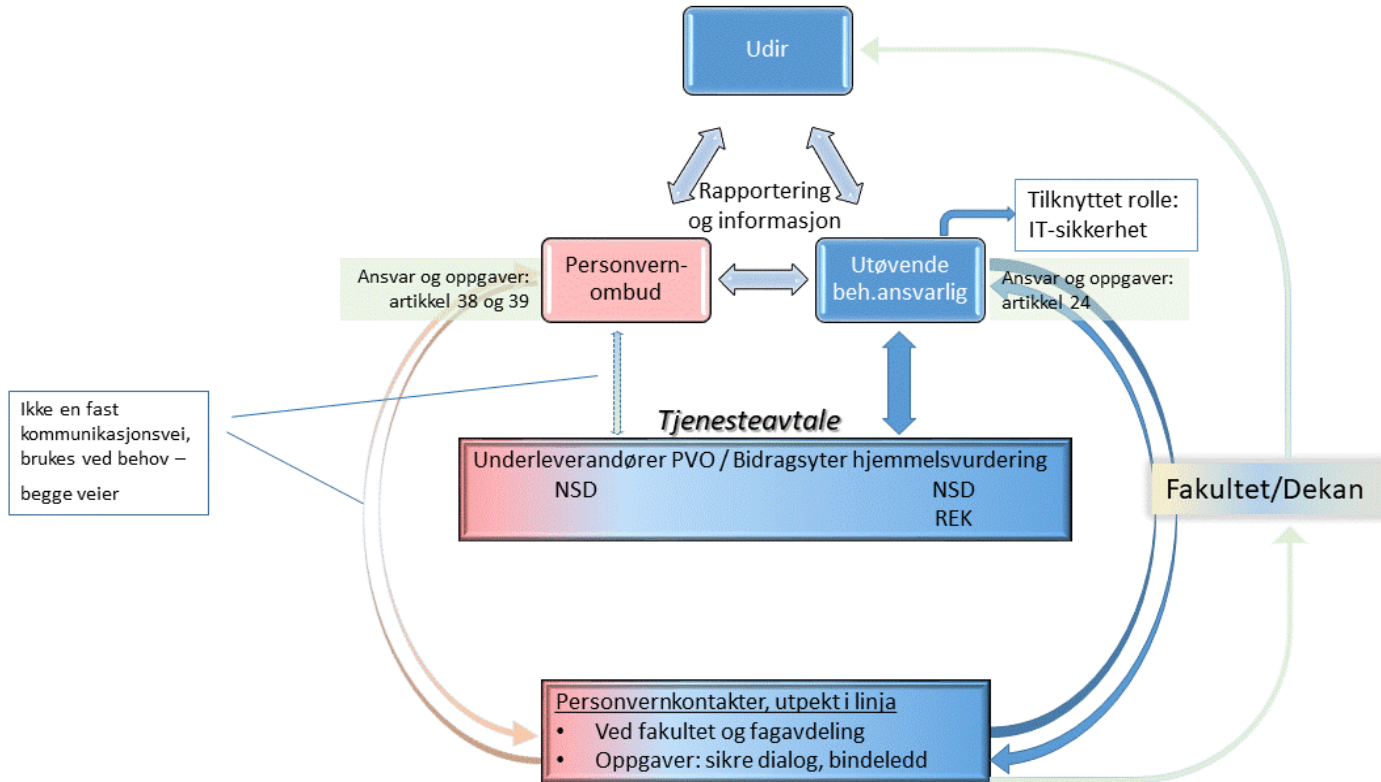 Udir
Rapportering
og informasjon
Tilknyttet rolle:
IT-sikkerhet
Ansvar og oppgaver:
artikkel 38 og 39
Personvern-
ombud
Utøvende
beh.ansvarlig
Ansvar og oppgaver:
artikkel 24
Ikke en fast
kommunikasjonsvei,
brukes ved behov –
begge veier
Tjenesteavtale
Underleverandører PVO / Bidragsyter hjemmelsvurdering
NSD NSD
REK
Fakultet/Dekan
Personvernkontakter, utpekt i linja
• Ved fakultet og fagavdeling
• Oppgaver: sikre dialog, bindeledd